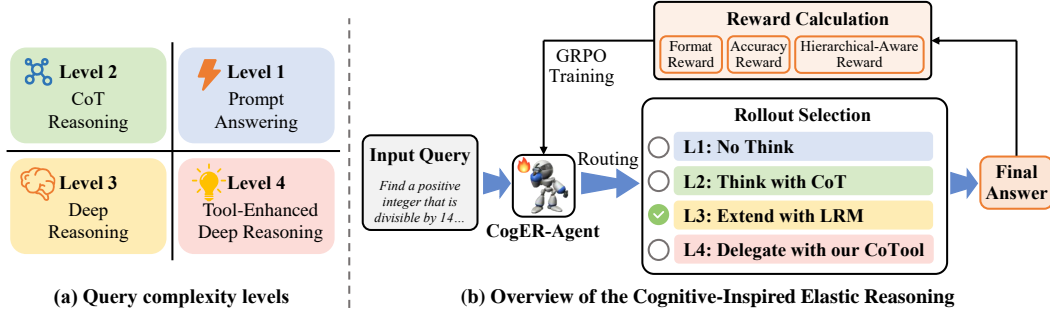 Level 2
CoT
Reasoning
Level 1
Prompt
Answering
Level 3
Deep
Reasoning
Level 4
Tool-Enhanced
Deep Reasoning
(a) Query complexity levels
Reward Calculation
Format
Reward
Accuracy
Reward
Hierarchical-Aware
Reward
GRPO
Training
Input Query
Find a positive
integer that is
divisible by 14…
CogER-Agent
Routing
Rollout Selection
L1: No Think
L2: Think with CoT
L3: Extend with LRM
L4: Delegate with our CoTool
Final
Answer
(b) Overview of the Cognitive-Inspired Elastic Reasoning